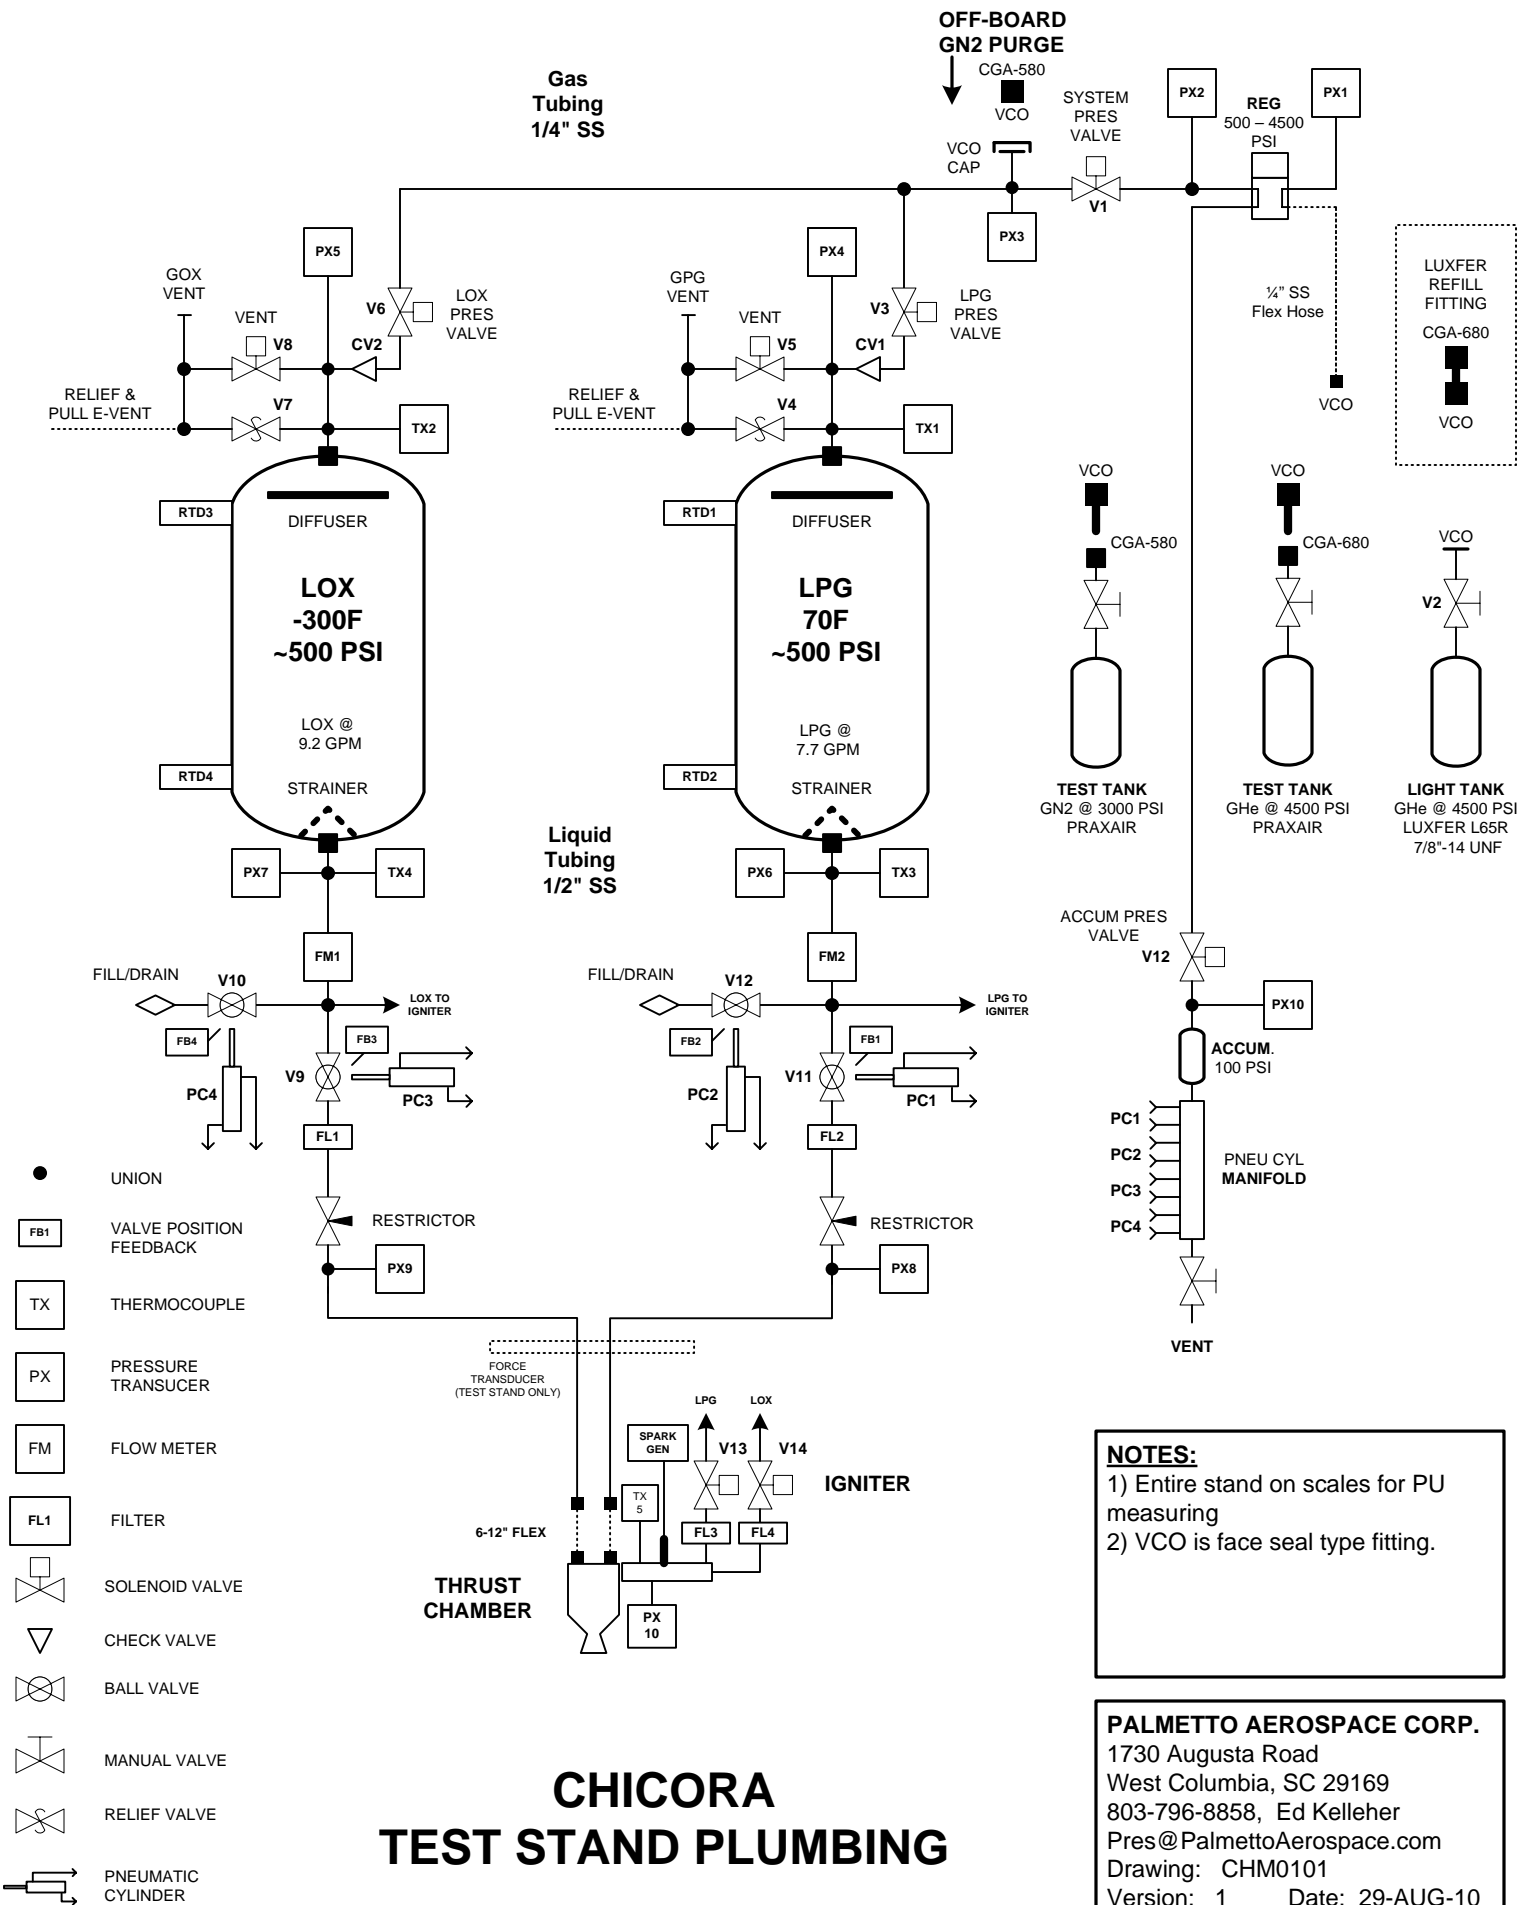 OFF-BOARD
GN2 PURGE
CGA-580
VCO
Gas
Tubing
1/4" SS
VCO
CAP
SYSTEM
PRES
VALVE
V1
PX2
REG
500 – 4500
PSI
PX1
PX3
PX5
PX4
GOX
VENT
VENT
V8
V6
LOX
PRES
VALVE
CV2
RELIEF &
PULL E-VENT
V7
TX2
GPG
VENT
VENT
V5
V3
LPG
PRES
VALVE
CV1
RELIEF &
PULL E-VENT
V4
TX1
¼" SS
Flex Hose
VCO
LUXFER
REFILL
FITTING
CGA-680
VCO
RTD3
DIFFUSER
LOX
-300F
~500 PSI
LOX @
9.2 GPM
RTD4
STRAINER
RTD1
DIFFUSER
LPG
70F
~500 PSI
LPG @
7.7 GPM
RTD2
STRAINER
VCO
CGA-580
TEST TANK
GN2 @ 3000 PSI
PRAXAIR
VCO
CGA-680
TEST TANK
GHe @ 4500 PSI
PRAXAIR
VCO
V2
LIGHT TANK
GHe @ 4500 PSI
LUXFER L65R
7/8"-14 UNF
Liquid
Tubing
1/2" SS
PX7
TX4
PX6
TX3
FM1
FM2
FILL/DRAIN
V10
LOX TO
IGNITER
FB4
FB3
V9
PC4
PC3
FL1
FILL/DRAIN
V12
LPG TO
IGNITER
FB2
FB1
V11
PC2
PC1
FL2
ACCUM PRES
VALVE
V12
PX10
ACCUM.
100 PSI
PC1
PC2
PC3
PC4
PNEU CYL
MANIFOLD
VENT
RESTRICTOR
PX9
RESTRICTOR
PX8
FORCE
TRANSDUCER
(TEST STAND ONLY)
LPG
LOX
SPARK
GEN
V13
V14
IGNITER
TX
5
FL3
FL4
6-12" FLEX
THRUST
CHAMBER
PX
10
UNION
FB1
VALVE POSITION
FEEDBACK
TX
THERMOCOUPLE
PX
PRESSURE
TRANSUCER
FM
FLOW METER
FL1
FILTER
SOLENOID VALVE
CHECK VALVE
BALL VALVE
MANUAL VALVE
RELIEF VALVE
PNEUMATIC
CYLINDER
CHICORA
TEST STAND PLUMBING
NOTES:
1) Entire stand on scales for PU
measuring
2) VCO is face seal type fitting.
PALMETTO AEROSPACE CORP.
1730 Augusta Road
West Columbia, SC 29169
803-796-8858, Ed Kelleher
Pres@PalmettoAerospace.com
Drawing: CHM0101
Version: 1 Date: 29-AUG-10